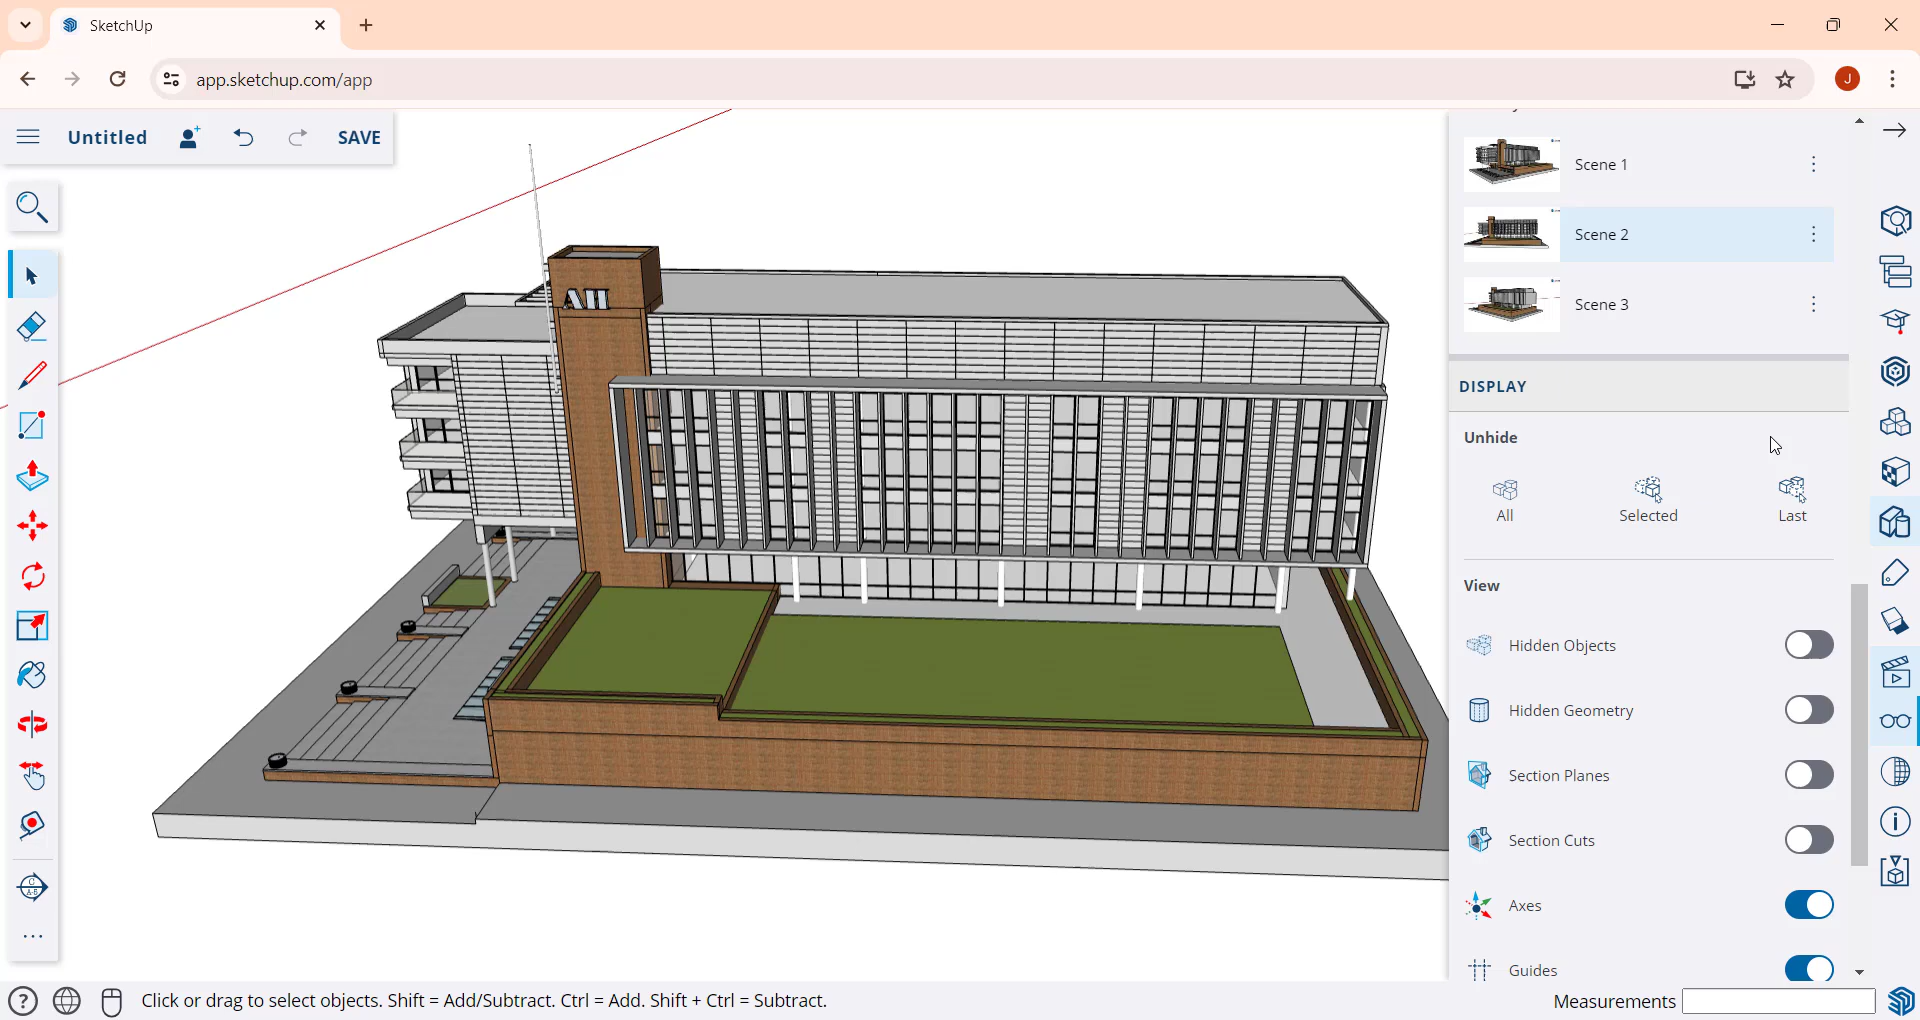 SketchUp
app.sketchup.com/app
J
Untitled
SAVE
Scene 1
Scene 2
Scene 3
DISPLAY
Unhide
All
Selected
Last
View
Hidden Objects
Hidden Geometry
Section Planes
Section Cuts
Axes
Guides
Click or drag to select objects. Shift = Add/Subtract. Ctrl = Add. Shift + Ctrl = Subtract.
Measurements